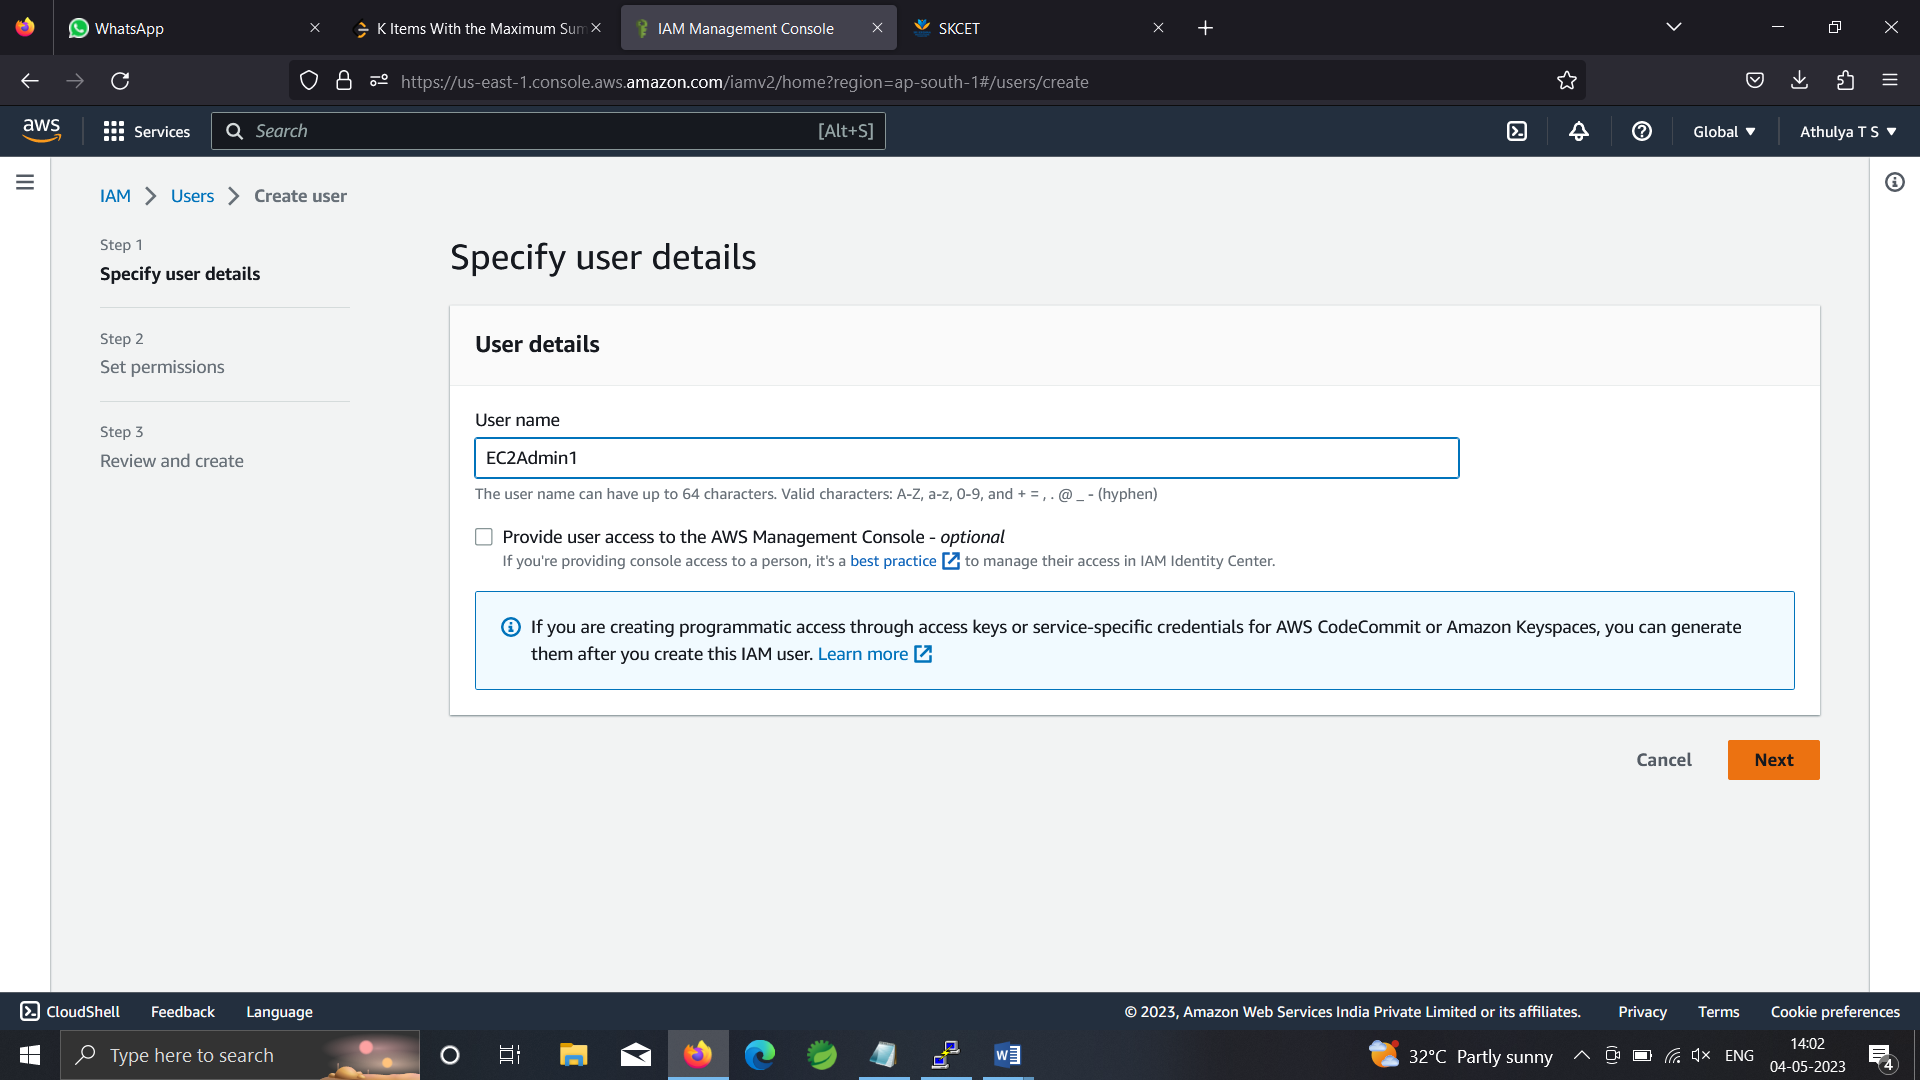 WhatsApp
K Items With the Maximum Sum
IAM Management Console
SKCET
https://us-east-1.console.aws.amazon.com/iamv2/home?region=ap-south-1#/users/create
aws
Services
Search
[Alt+S]
Global
Athulya T S
IAM
Users
Create user
Step 1
Specify user details
Step 2
Set permissions
Step 3
Review and create
Specify user details
User details
User name
EC2Admin1
The user name can have up to 64 characters. Valid characters: A-Z, a-z, 0-9, and + = , . @ _ - (hyphen)
Provide user access to the AWS Management Console - optional
If you're providing console access to a person, it's a best practice to manage their access in IAM Identity Center.
If you are creating programmatic access through access keys or service-specific credentials for AWS CodeCommit or Amazon Keyspaces, you can generate
them after you create this IAM user. Learn more
Cancel
Next
CloudShell
Feedback
Language
© 2023, Amazon Web Services India Private Limited or its affiliates.
Privacy
Terms
Cookie preferences
Type here to search
32°C Partly sunny
ENG
14:02
04-05-2023
4